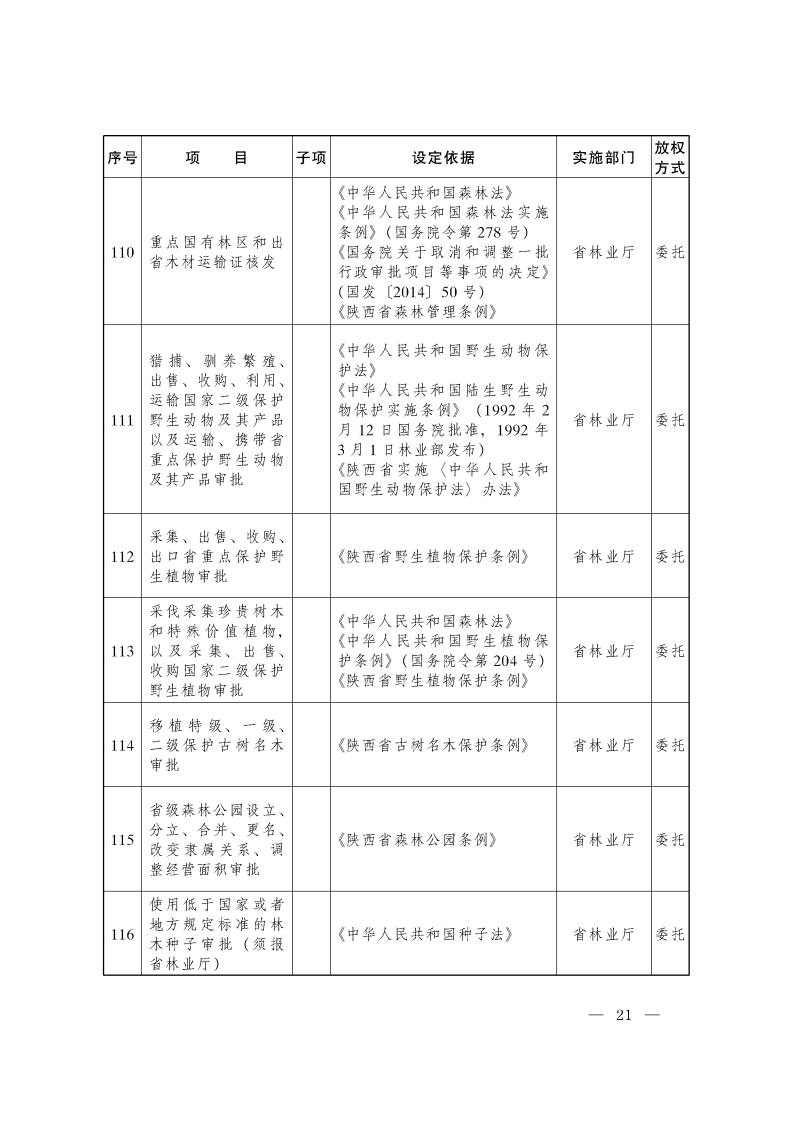 序号 项 目 子项 设定依据 实施部门 放权方式
110
重点国有林区和出
省木材运输证核发
《中华人民共和国森林法》
《中华人民共和国森林法实施
条例》（国务院令第 278 号）
《国务院关于取消和调整一批
行政审批项目等事项的决定》
（国发〔2014〕50 号）
《陕西省森林管理条例》
省林业厅
委托
111
猎捕、驯养繁殖、
出售、收购、利用、
运输国家二级保护
野生动物及其产品
以及运输、携带省
重点保护野生动物
及其产品审批
《中华人民共和国野生动物保
护法》
《中华人民共和国陆生野生动
物保护实施条例》（1992 年 2
月 12 日国务院批准，1992 年
3 月 1 日林业部发布）
《陕西省实施〈中华人民共和
国野生动物保护法〉办法》
省林业厅
委托
112
采集、出售、收购、
出口省重点保护野
生植物审批
《陕西省野生植物保护条例》
省林业厅
委托
113
采伐采集珍贵树木
和特殊价值植物，
以及采集、出售、
收购国家二级保护
野生植物审批
《中华人民共和国森林法》
《中华人民共和国野生植物保
护条例》（国务院令第 204 号）
《陕西省野生植物保护条例》
省林业厅
委托
114
移植特级、一级、
二级保护古树名木
审批
《陕西省古树名木保护条例》
省林业厅
委托
115
省级森林公园设立、
分立、合并、更名、
改变隶属关系、调
整经营面积审批
《陕西省森林公园条例》
省林业厅
委托
116
使用低于国家或者
地方规定标准的林
木种子审批（须报
省林业厅）
《中华人民共和国种子法》
省林业厅
委托
— 21 —